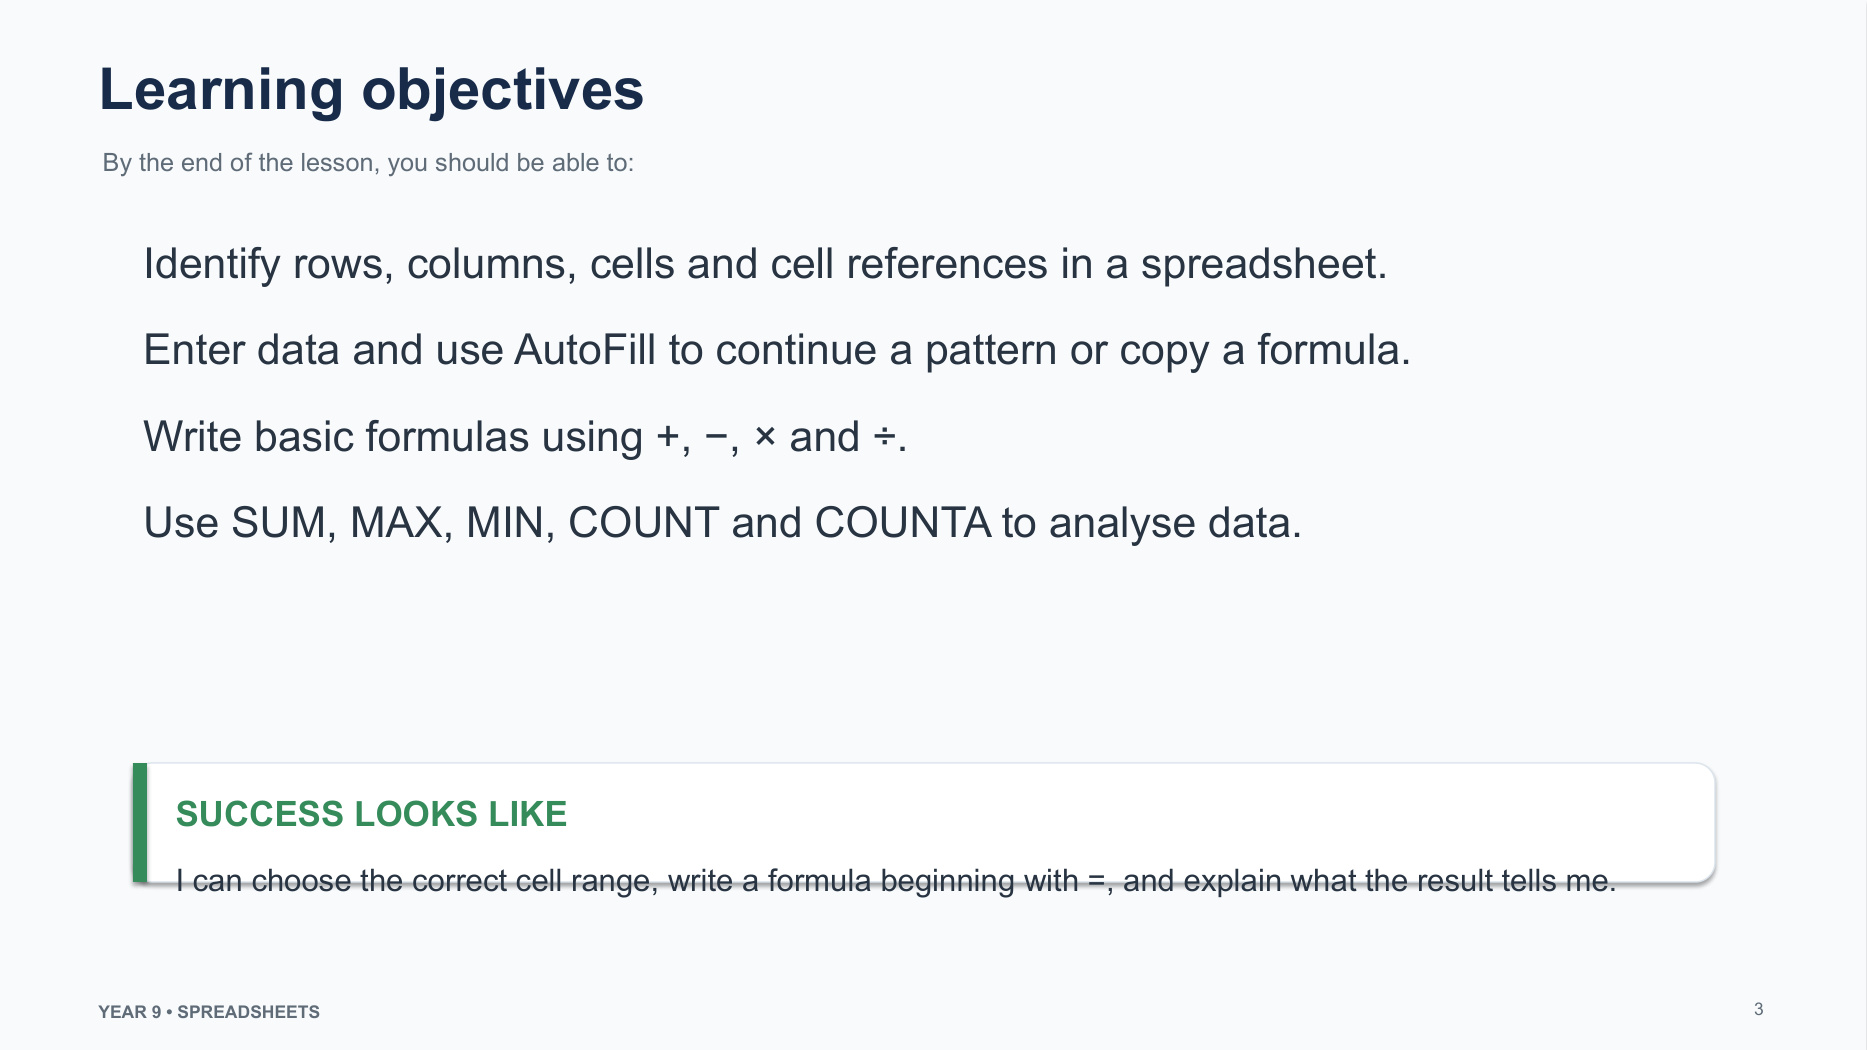 Learning objectives
By the end of the lesson, you should be able to:
Identify rows, columns, cells and cell references in a spreadsheet.
Enter data and use AutoFill to continue a pattern or copy a formula.
Write basic formulas using +, −, × and ÷.
Use SUM, MAX, MIN, COUNT and COUNTA to analyse data.
SUCCESS LOOKS LIKE
I can choose the correct cell range, write a formula beginning with =, and explain what the result tells me.
YEAR 9 • SPREADSHEETS
3